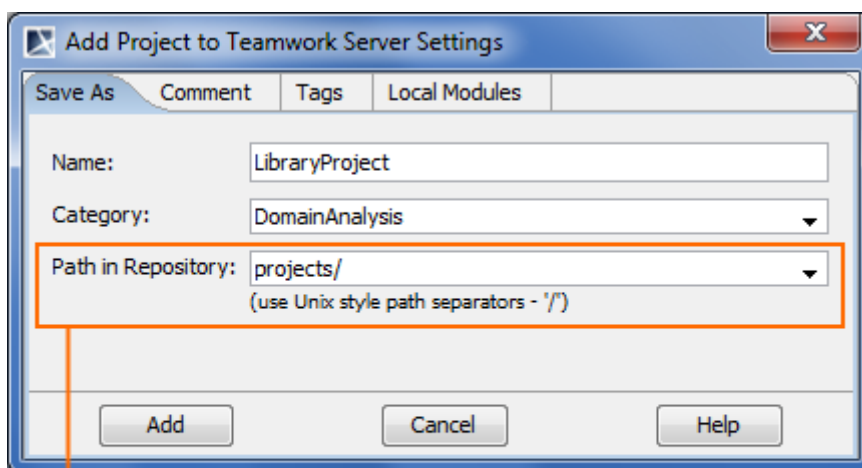 Add Project to Teamwork Server Settings
Save As Comment Tags Local Modules
Name: LibraryProject
Category: DomainAnalysis
Path in Repository: projects/
(use Unix style path separators - '/')
Add Cancel Help